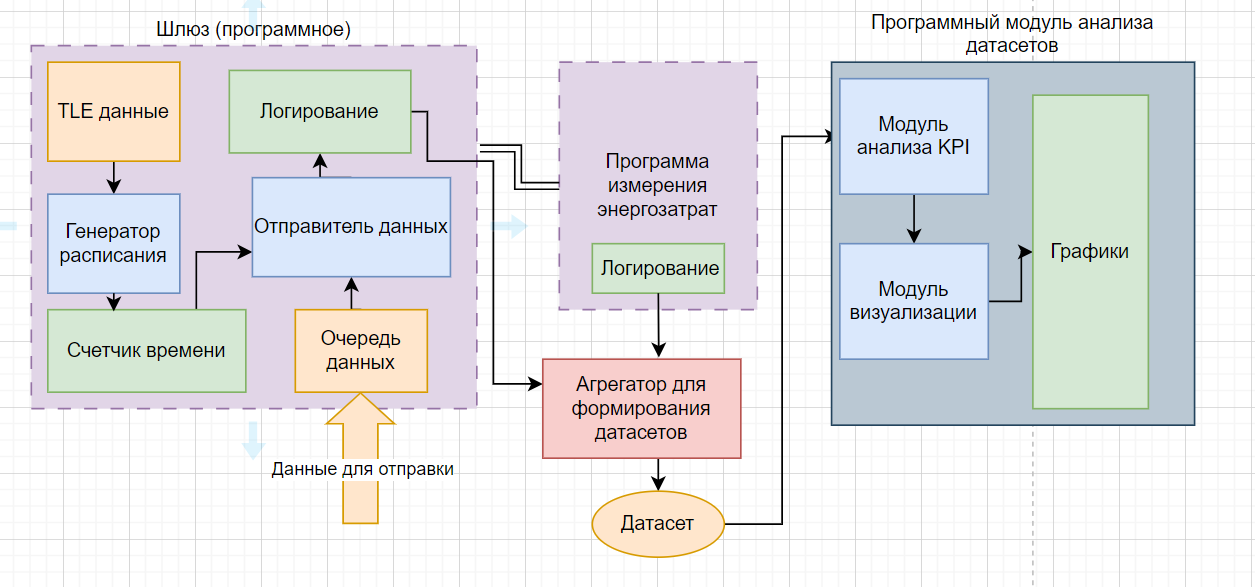 Шлюз (программное)
TLE данные
Логирование
Генератор
расписания
Отправитель данных
Счетчик времени
Очередь
данных
Данные для отправки
Программа
измерения
энергозатрат
Логирование
Агрегатор для
формирования
датасетов
Датасет
Программный модуль анализа
датасетов
Модуль
анализа KPI
Модуль
визуализации
Графики